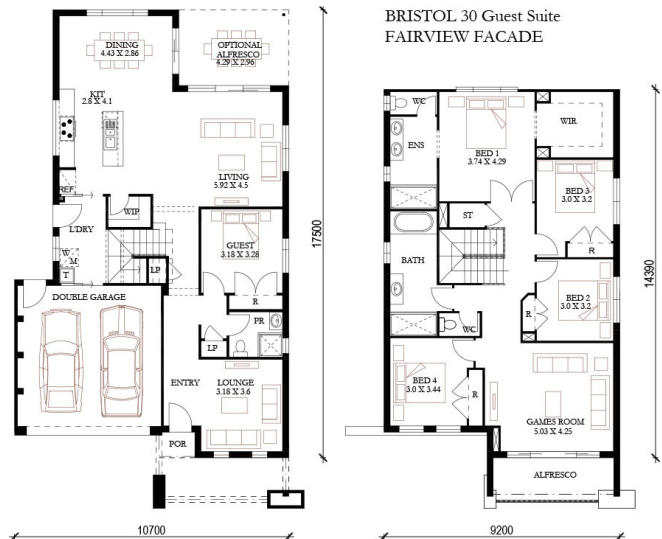 BRISTOL 30 Guest Suite
FAIRVIEW FACADE
DINING
4.43 X 2.86
OPTIONAL
ALFRESCO
4.29 X 2.96
KIT
2.8 X 4.1
LIVING
5.92 X 4.5
REF.
WIP
L'DRY
GUEST
3.18 X 3.28
W
M
T
LP
R
DOUBLE GARAGE
PR
LP
ENTRY
LOUNGE
3.18 X 3.6
POR
17500
10700
WC
ENS
BED 1
3.74 X 4.29
WIR
BED 3
3.0 X 3.2
ST
R
BATH
BED 2
3.0 X 3.2
R
WC
BED 4
3.0 X 3.44
R
GAMES ROOM
5.03 X 4.25
ALFRESCO
14390
9200